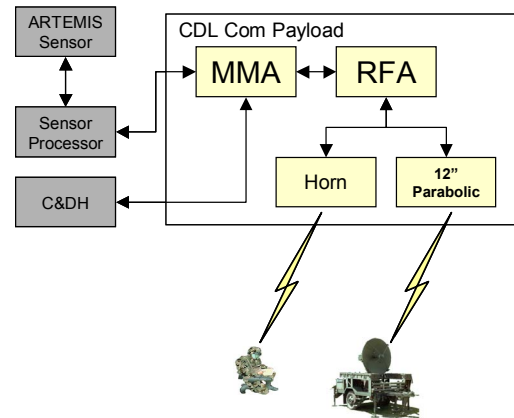 ARTEMIS
Sensor
CDL Com Payload
MMA
RFA
Sensor
Processor
Horn
12”
Parabolic
C&DH